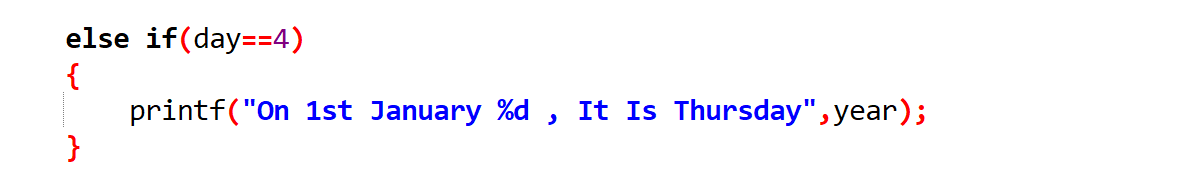 else if(day==4)
{
printf("On 1st January %d , It Is Thursday",year);
}